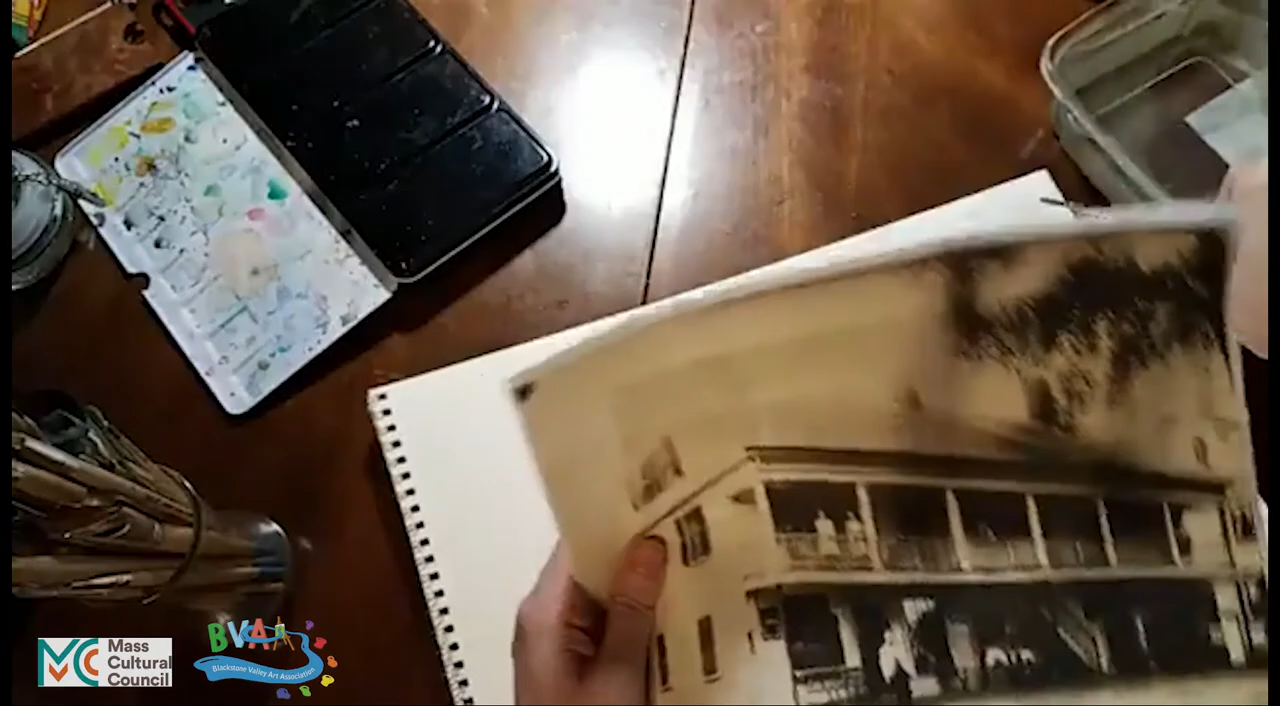 Mass
Cultural
Council
BVAA
Blackstone Valley Art Association